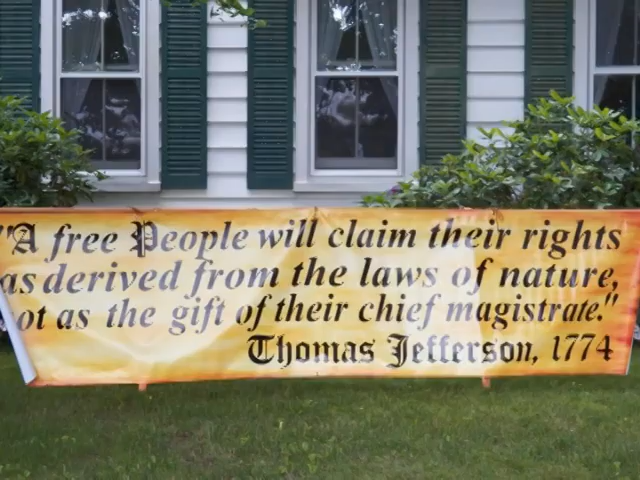 "A free People will claim their rights
as derived from the laws of nature,
ot as the gift of their chief magistrate."
Thomas Jefferson, 1774